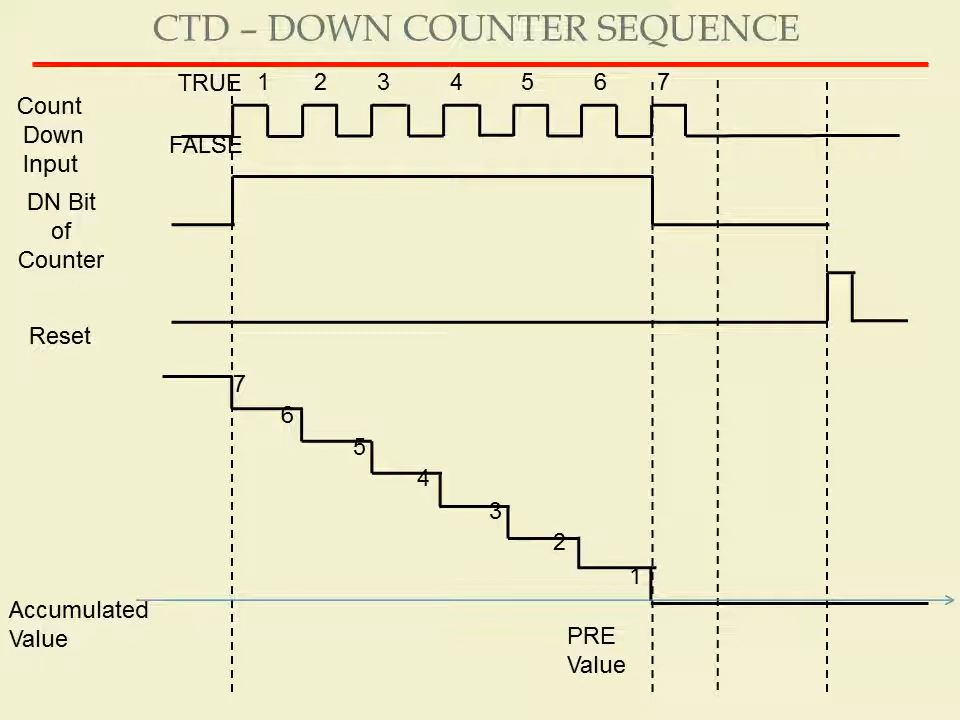 CTD – DOWN COUNTER SEQUENCE
TRUE 1 2 3 4 5 6 7
Count
Down
Input
FALSE
DN Bit
of
Counter
Reset
7
6
5
4
3
2
1
Accumulated
Value
PRE
Value